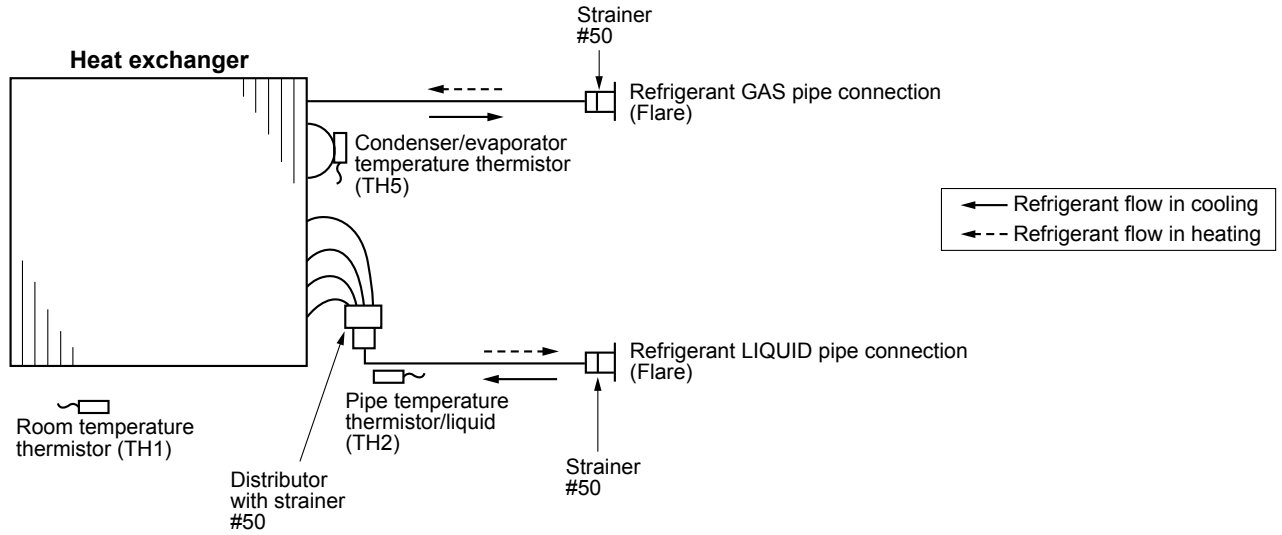 Strainer
#50
Heat exchanger
Refrigerant GAS pipe connection
(Flare)
Condenser/evaporator
temperature thermistor
(TH5)
Refrigerant flow in cooling
Refrigerant flow in heating
Refrigerant LIQUID pipe connection
(Flare)
Pipe temperature
thermistor/liquid
(TH2)
Room temperature
thermistor (TH1)
Distributor
with strainer
#50
Strainer
#50